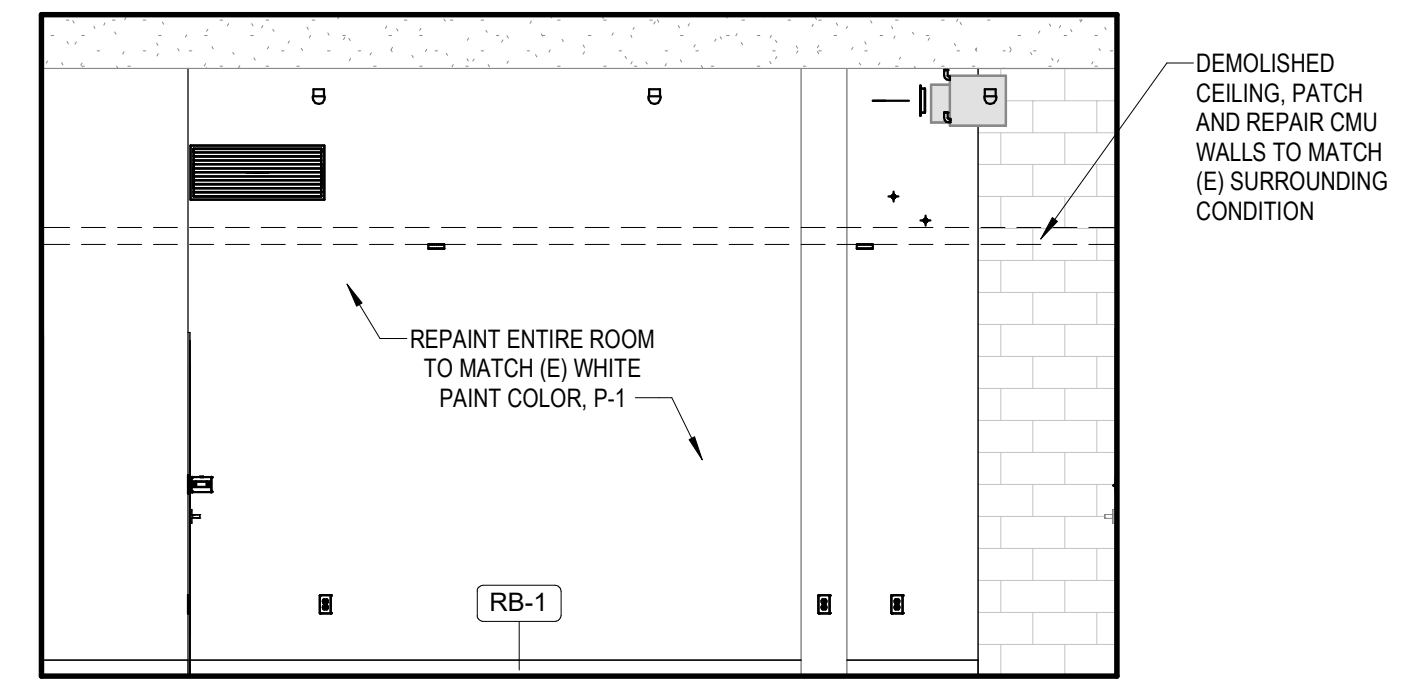 DEMOLISHED
CEILING, PATCH
AND REPAIR CMU
WALLS TO MATCH
(E) SURROUNDING
CONDITION
REPAINT ENTIRE ROOM
TO MATCH (E) WHITE
PAINT COLOR, P-1
RB-1